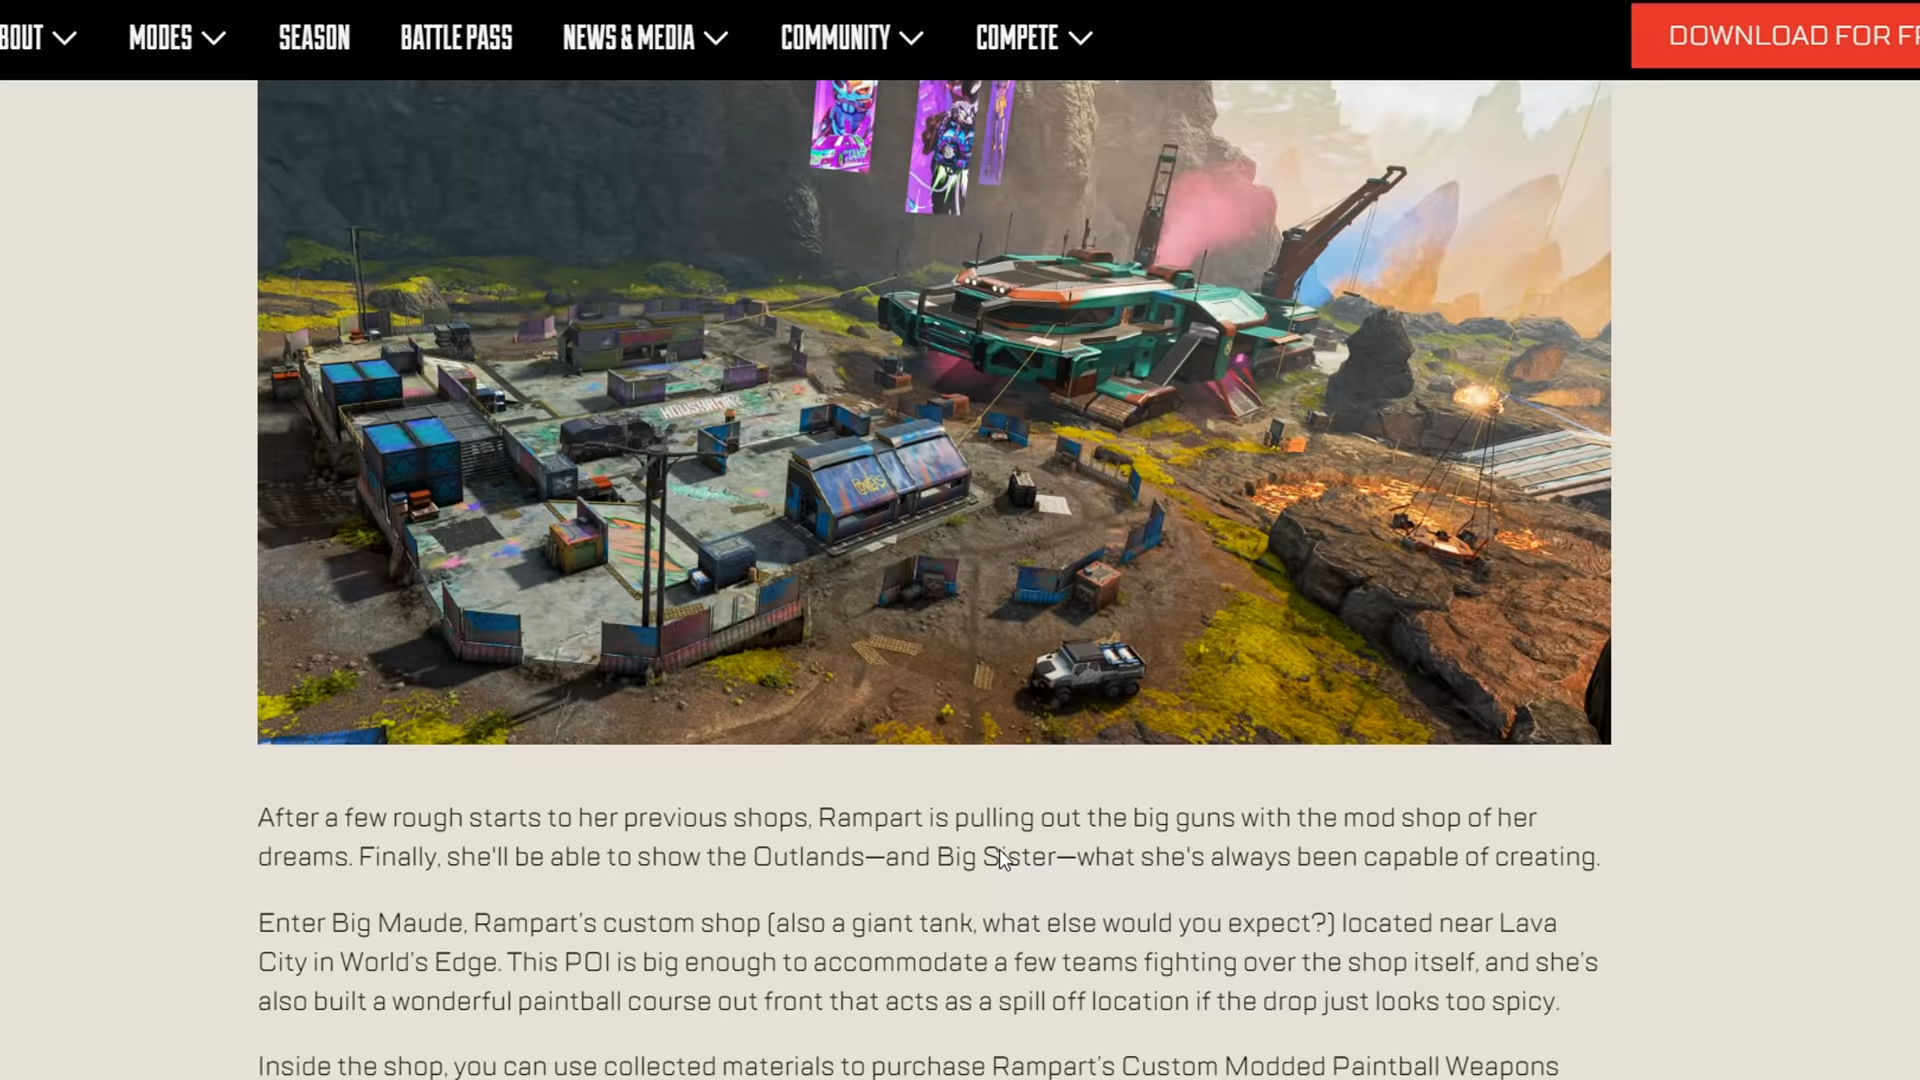 BOUT MODES SEASON BATTLE PASS NEWS & MEDIA COMMUNITY COMPETE DOWNLOAD FOR FR
After a few rough starts to her previous shops, Rampart is pulling out the big guns with the mod shop of her
dreams. Finally, she'll be able to show the Outlands—and Big Sister—what she's always been capable of creating.
Enter Big Maude, Rampart’s custom shop (also a giant tank, what else would you expect?) located near Lava
City in World’s Edge. This POI is big enough to accommodate a few teams fighting over the shop itself, and she’s
also built a wonderful paintball course out front that acts as a spill off location if the drop just looks too spicy.
Inside the shop, you can use collected materials to purchase Rampart’s Custom Modded Paintball Weapons